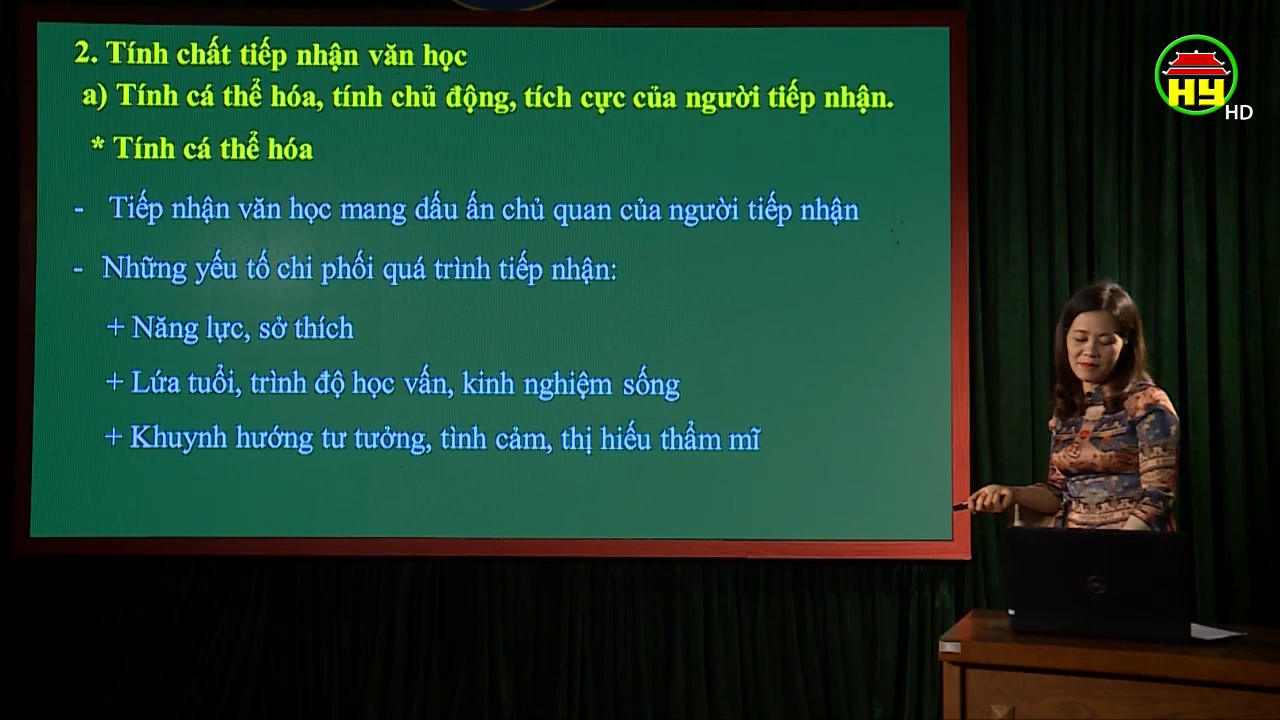 2. Tính chất tiếp nhận văn học
a) Tính cá thể hóa, tính chủ động, tích cực của người tiếp nhận.
* Tính cá thể hóa
- Tiếp nhận văn học mang dấu ấn chủ quan của người tiếp nhận
- Những yếu tố chi phối quá trình tiếp nhận:
+ Năng lực, sở thích
+ Lứa tuổi, trình độ học vấn, kinh nghiệm sống
+ Khuynh hướng tư tưởng, tình cảm, thị hiếu thẩm mĩ
HY
HD